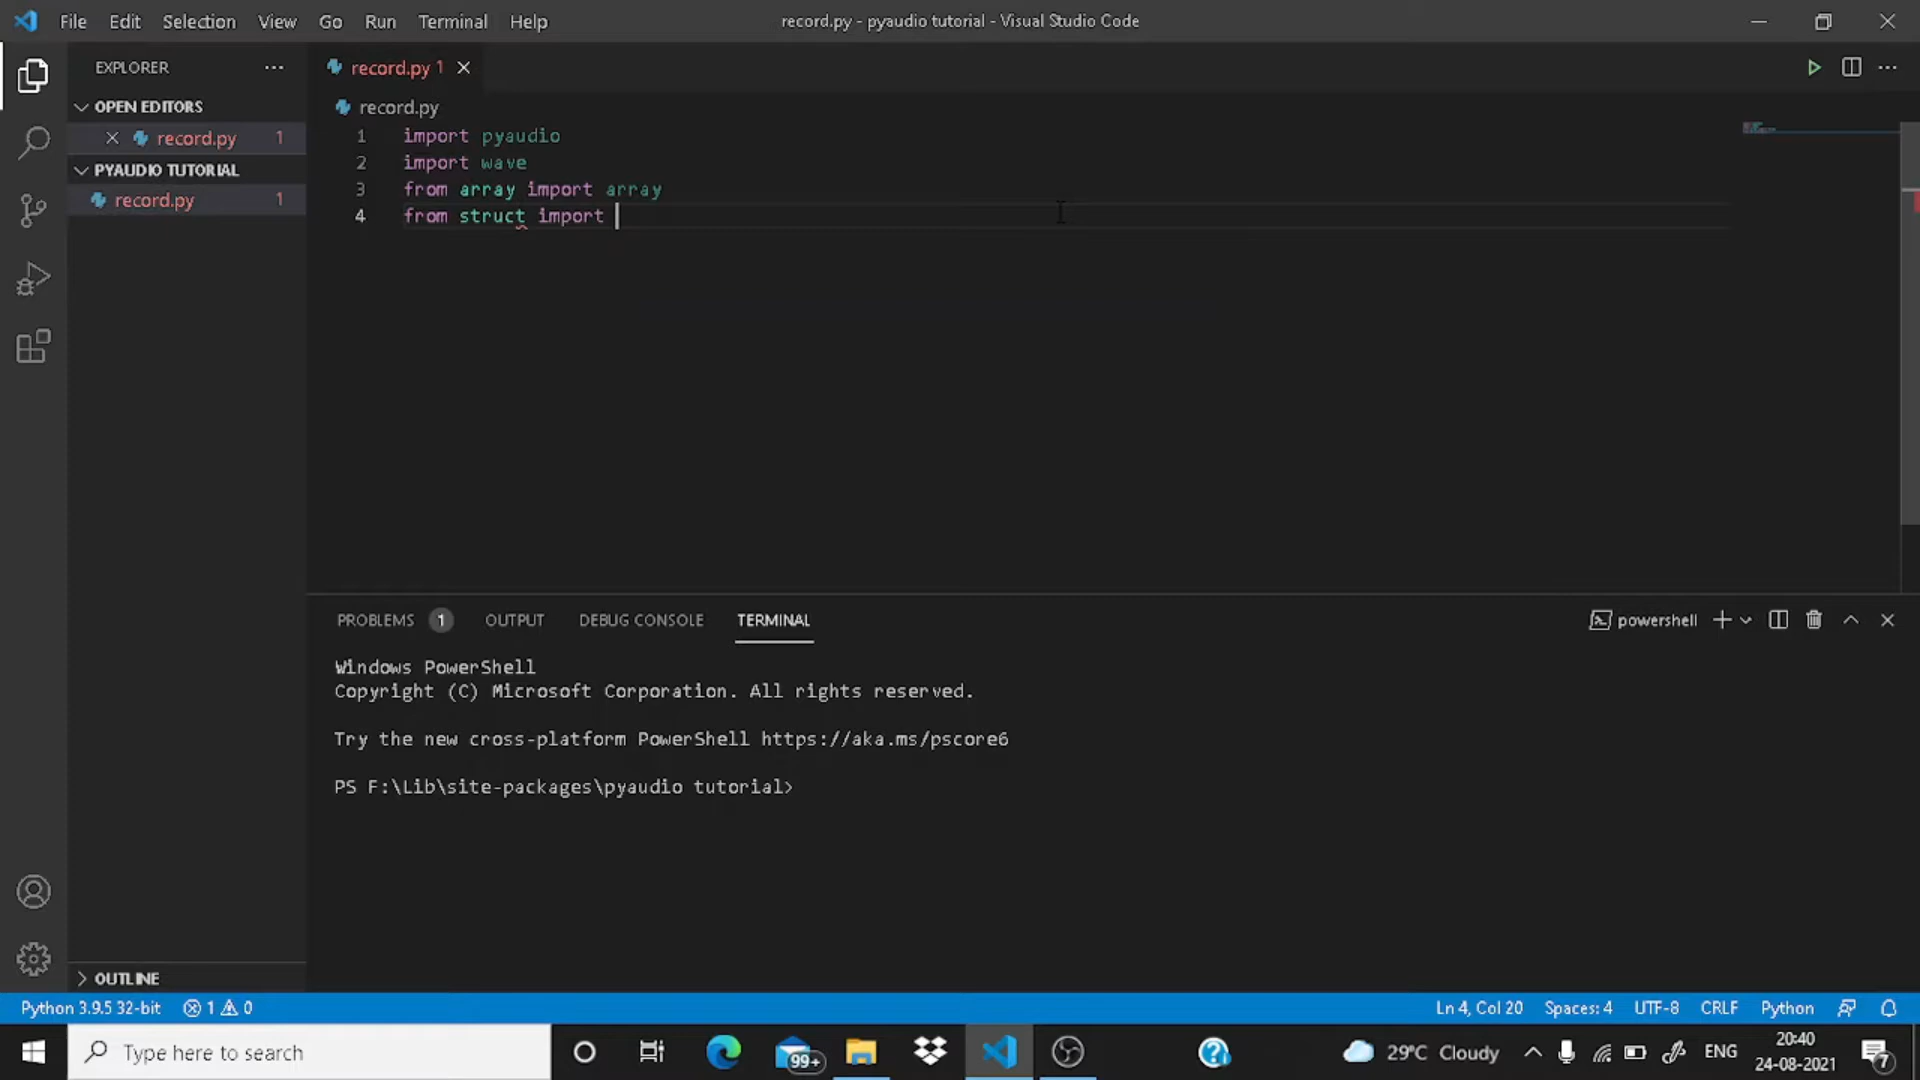 File Edit Selection View Go Run Terminal Help
record.py - pyaudio tutorial - Visual Studio Code
EXPLORER
record.py 1
OPEN EDITORS
record.py 1
PYAUDIO TUTORIAL
record.py 1
record.py
1 import pyaudio
2 import wave
3 from array import array
4 from struct import
PROBLEMS 1 OUTPUT DEBUG CONSOLE TERMINAL
powershell
Windows PowerShell
Copyright (C) Microsoft Corporation. All rights reserved.
Try the new cross-platform PowerShell https://aka.ms/pscore6
PS F:\Lib\site-packages\pyaudio tutorial>
OUTLINE
Python 3.9.5 32-bit 1 0
Ln 4, Col 20 Spaces: 4 UTF-8 CRLF Python
Type here to search
99+
29°C Cloudy
ENG
20:40
24-08-2021
7